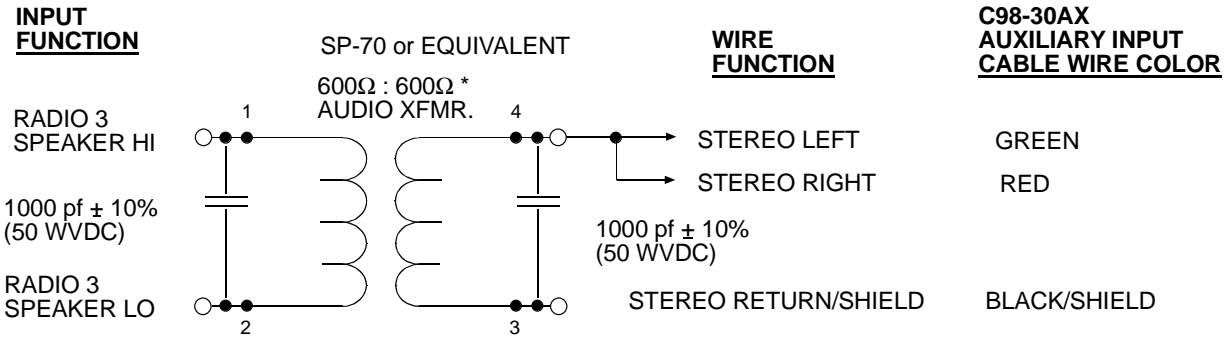 INPUT
FUNCTION
SP-70 or EQUIVALENT
600Ω : 600Ω *
AUDIO XFMR.
WIRE
FUNCTION
C98-30AX
AUXILIARY INPUT
CABLE WIRE COLOR
RADIO 3
SPEAKER HI
1
4
STEREO LEFT
GREEN
STEREO RIGHT
RED
1000 pf ± 10%
(50 WVDC)
1000 pf ± 10%
(50 WVDC)
RADIO 3
SPEAKER LO
2
3
STEREO RETURN/SHIELD
BLACK/SHIELD